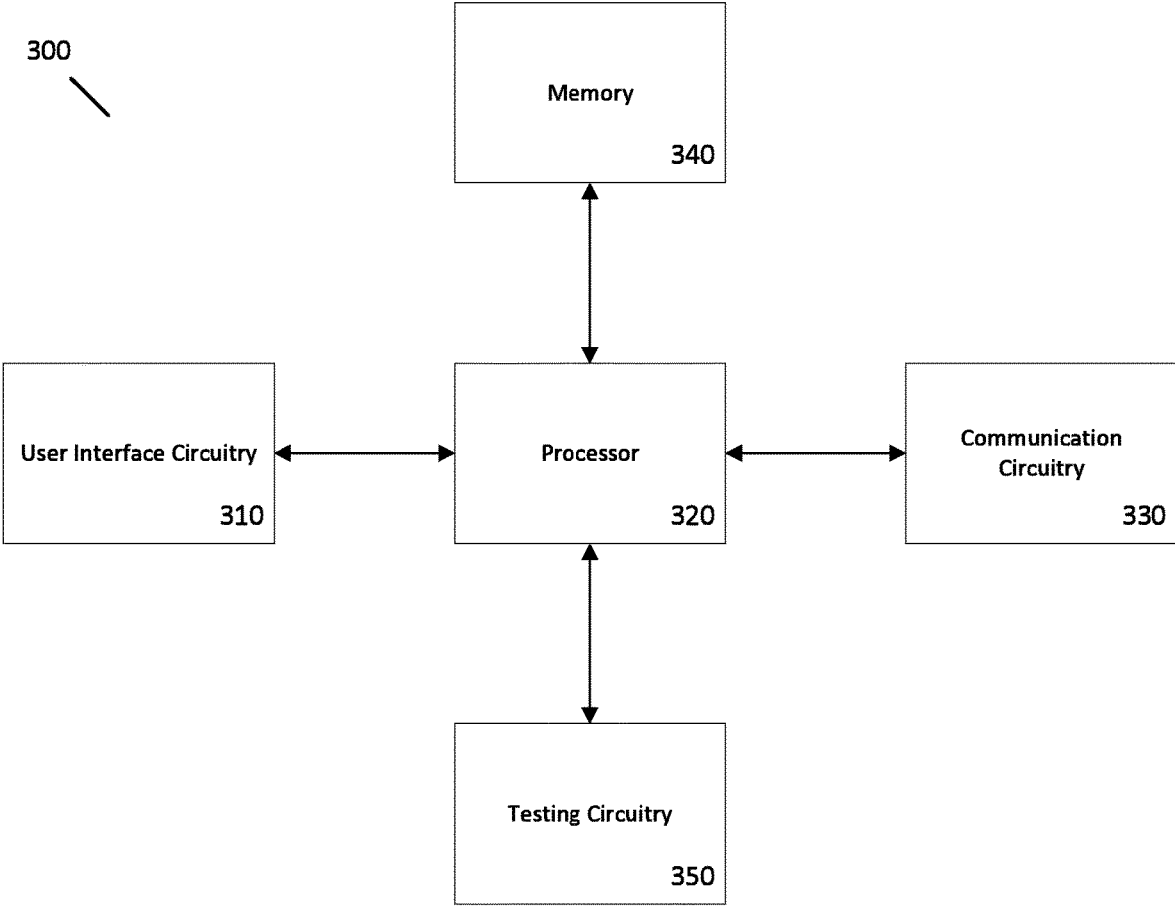 300
Memory
340
User Interface Circuitry
310
Processor
320
Communication
Circuitry
330
Testing Circuitry
350